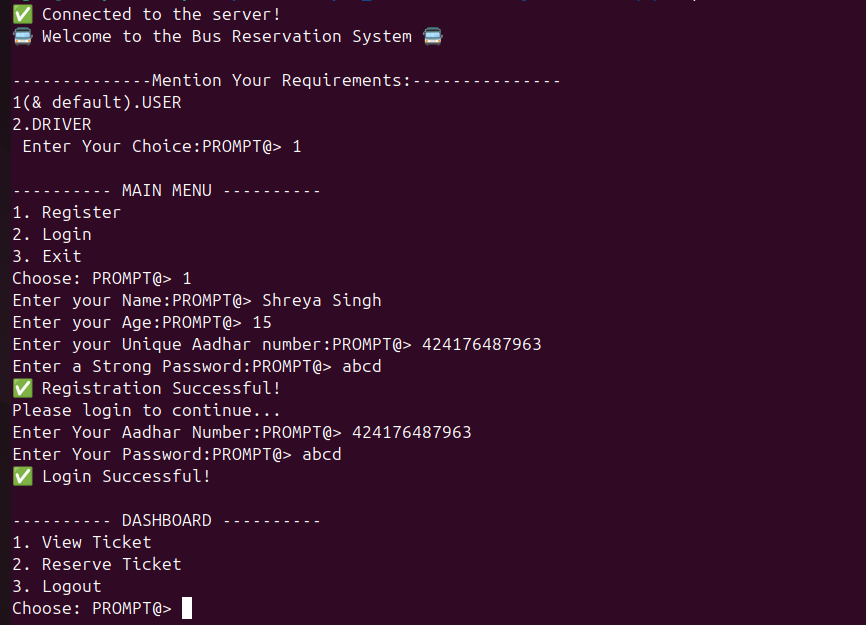 ✅ Connected to the server!
🚍 Welcome to the Bus Reservation System 🚍
--------------Mention Your Requirements:---------------
1(& default).USER
2.DRIVER
Enter Your Choice:PROMPT@> 1
---------- MAIN MENU ----------
1. Register
2. Login
3. Exit
Choose: PROMPT@> 1
Enter your Name:PROMPT@> Shreya Singh
Enter your Age:PROMPT@> 15
Enter your Unique Aadhar number:PROMPT@> 424176487963
Enter a Strong Password:PROMPT@> abcd
✅ Registration Successful!
Please login to continue...
Enter Your Aadhar Number:PROMPT@> 424176487963
Enter Your Password:PROMPT@> abcd
✅ Login Successful!
---------- DASHBOARD ----------
1. View Ticket
2. Reserve Ticket
3. Logout
Choose: PROMPT@>